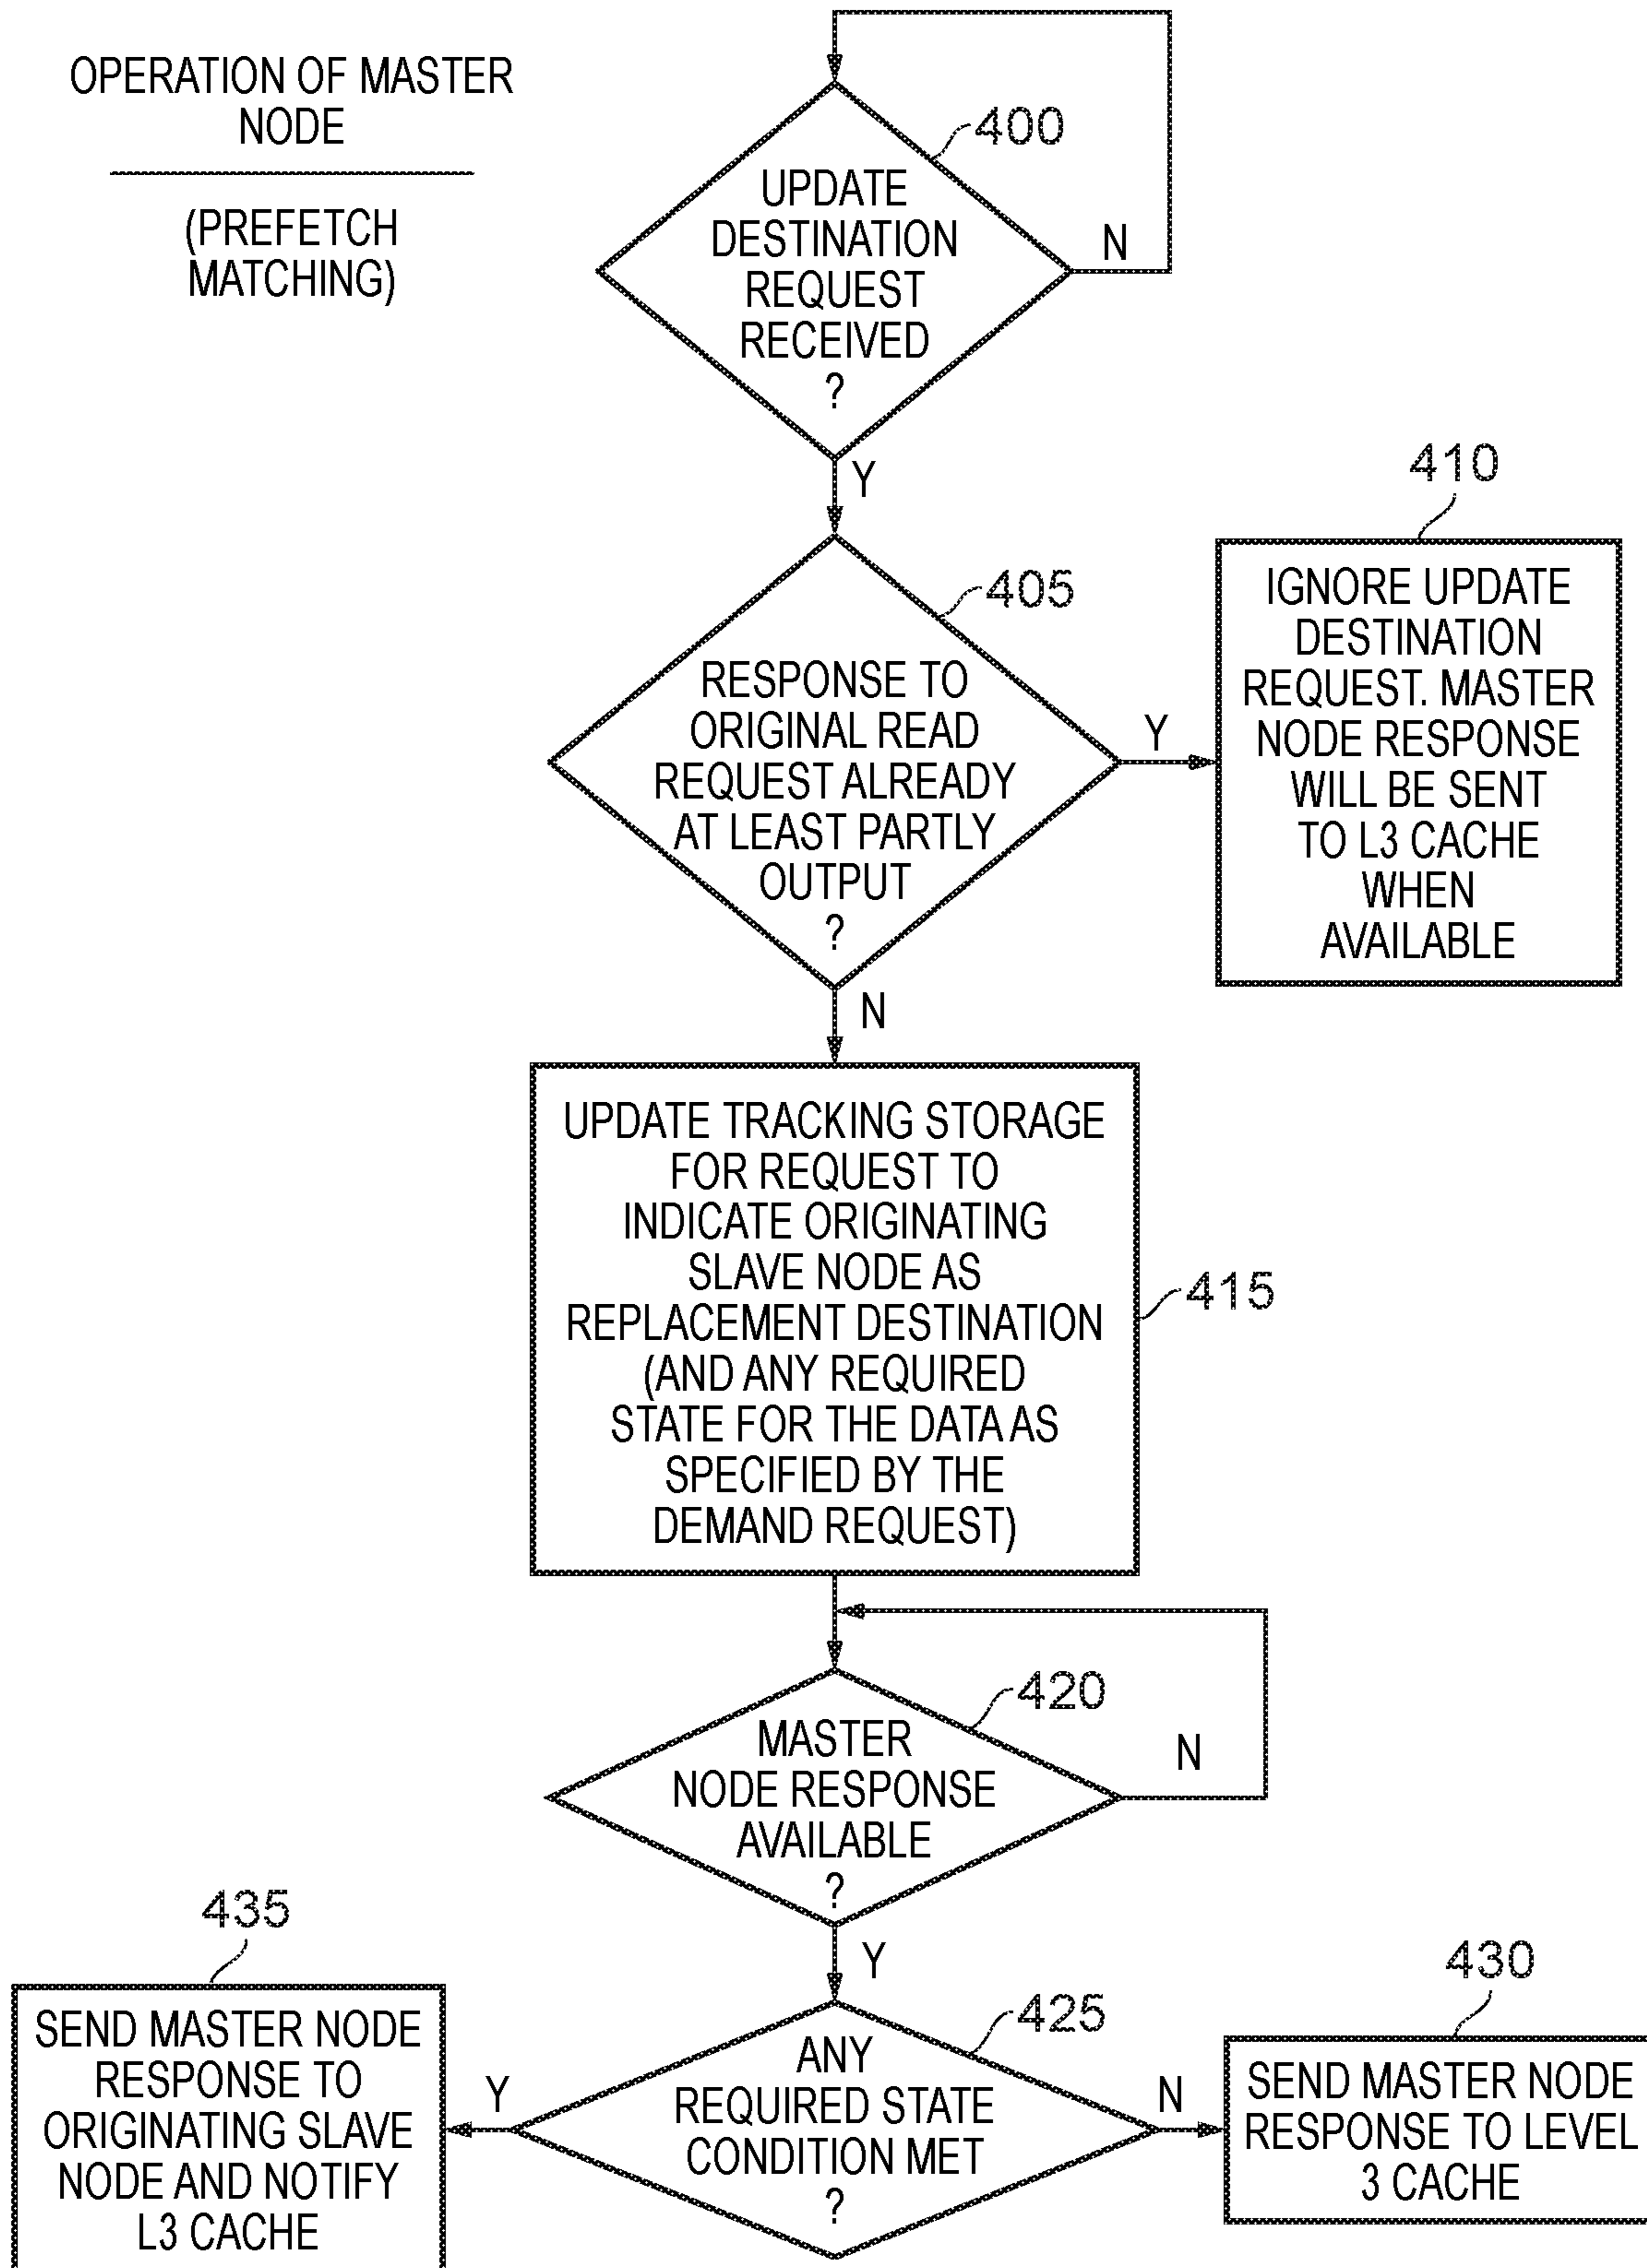 OPERATION OF MASTER
NODE
(PREFETCH
MATCHING)
400
UPDATE
DESTINATION
REQUEST
RECEIVED
?
N
Y
405
RESPONSE TO
ORIGINAL READ
REQUEST ALREADY
AT LEAST PARTLY
OUTPUT
?
Y
N
410
IGNORE UPDATE
DESTINATION
REQUEST. MASTER
NODE RESPONSE
WILL BE SENT
TO L3 CACHE
WHEN
AVAILABLE
UPDATE TRACKING STORAGE
FOR REQUEST TO
INDICATE ORIGINATING
SLAVE NODE AS
REPLACEMENT DESTINATION
(AND ANY REQUIRED
STATE FOR THE DATA AS
SPECIFIED BY THE
DEMAND REQUEST)
415
420
MASTER
NODE RESPONSE
AVAILABLE
?
N
Y
425
ANY
REQUIRED STATE
CONDITION MET
?
Y
N
435
SEND MASTER NODE
RESPONSE TO
ORIGINATING SLAVE
NODE AND NOTIFY
L3 CACHE
430
SEND MASTER NODE
RESPONSE TO LEVEL
3 CACHE